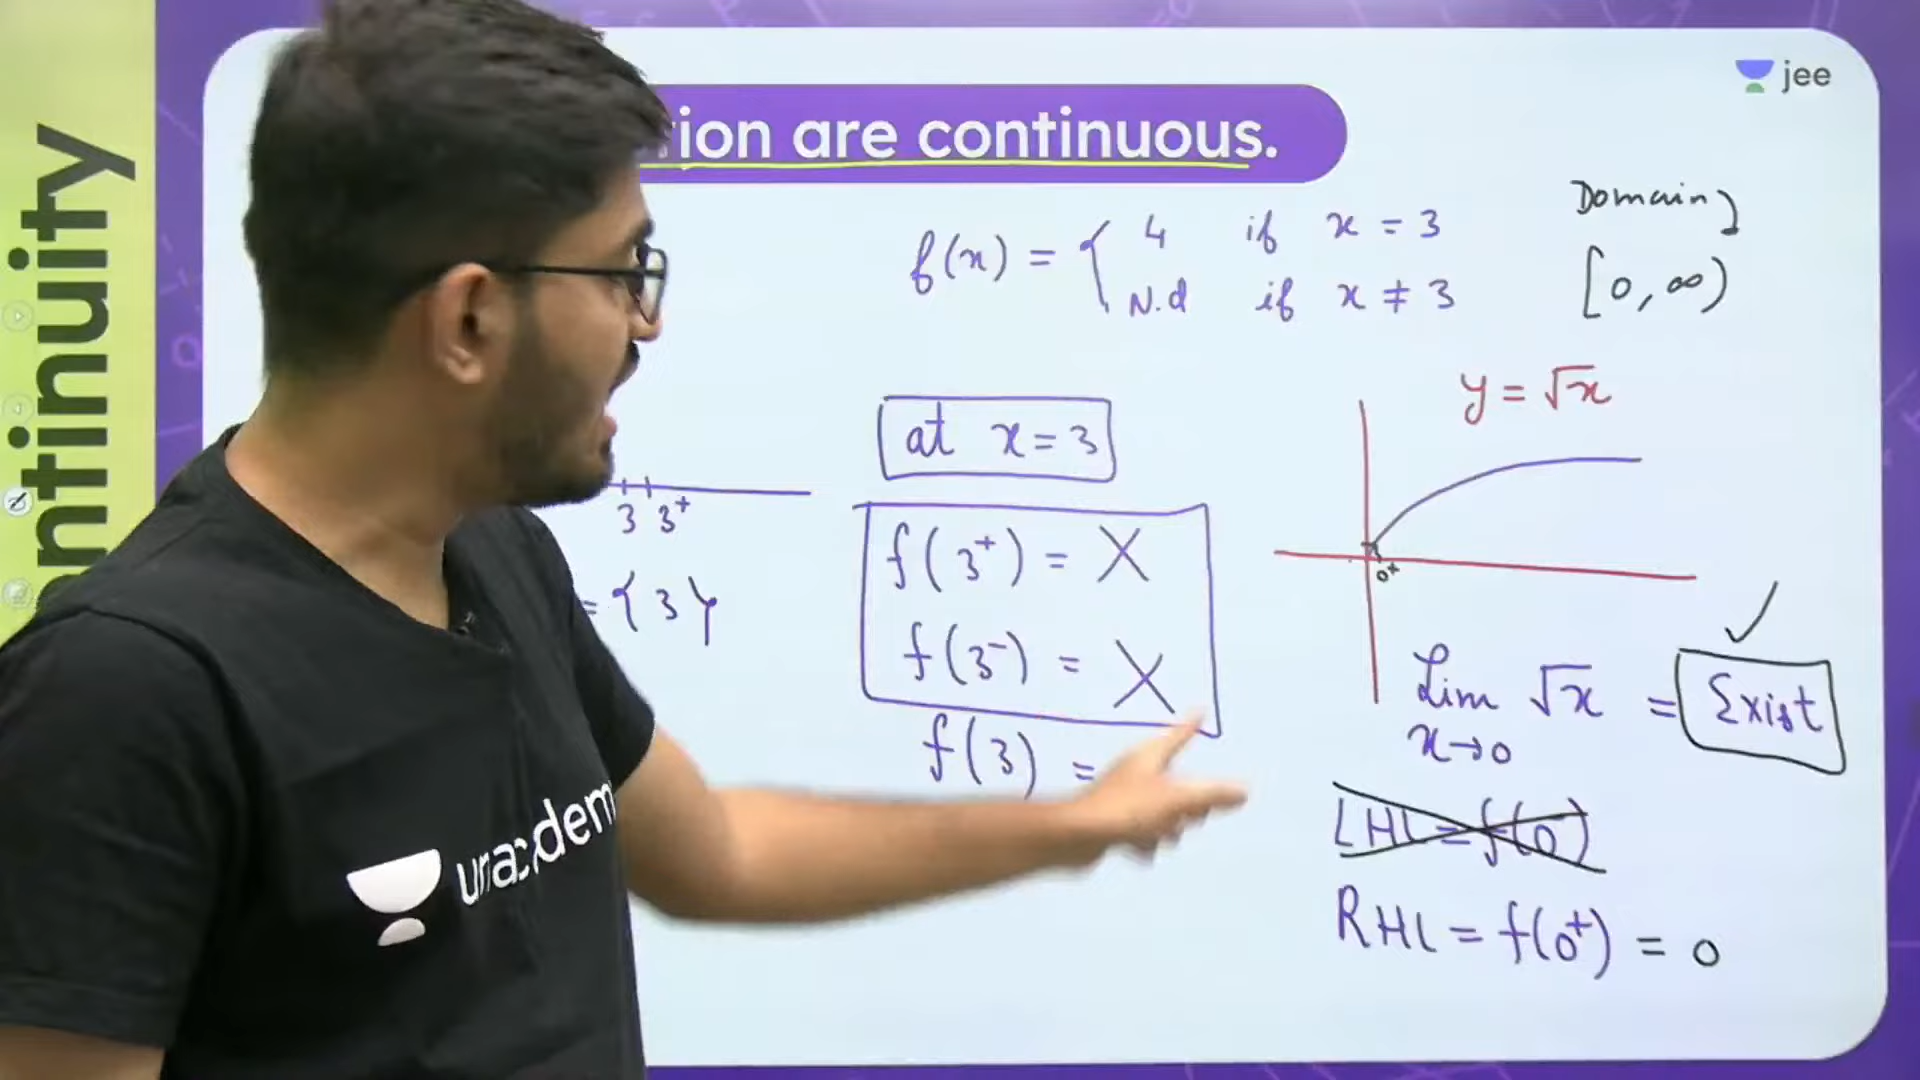 ntinuity
ion are continuous.
jee
f(x) = { 4 if x = 3
N.d if x ≠ 3
Domain
[0, ∞)
at x = 3
3 3⁺
= {3}
f(3⁺) = X
f(3⁻) = X
f(3) =
y = √x
0⁺
Lim √x = Exist
x→0
LHL = f(0⁻)
RHL = f(0⁺) = 0
unacadem